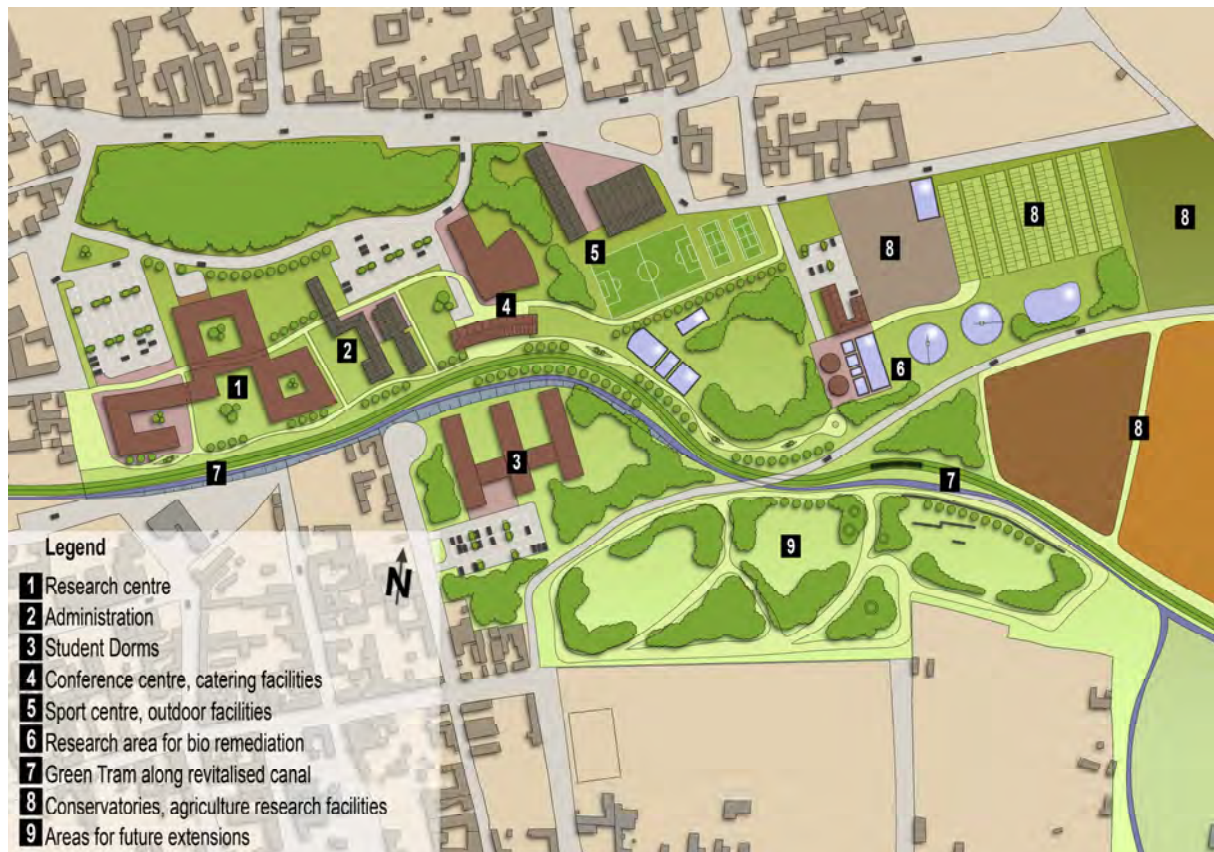 8
8
8
5
4
2
6
1
8
3
7
7
9
N
Legend
1 Research centre
2 Administration
3 Student Dorms
4 Conference centre, catering facilities
5 Sport centre, outdoor facilities
6 Research area for bio remediation
7 Green Tram along revitalised canal
8 Conservatories, agriculture research facilities
9 Areas for future extensions